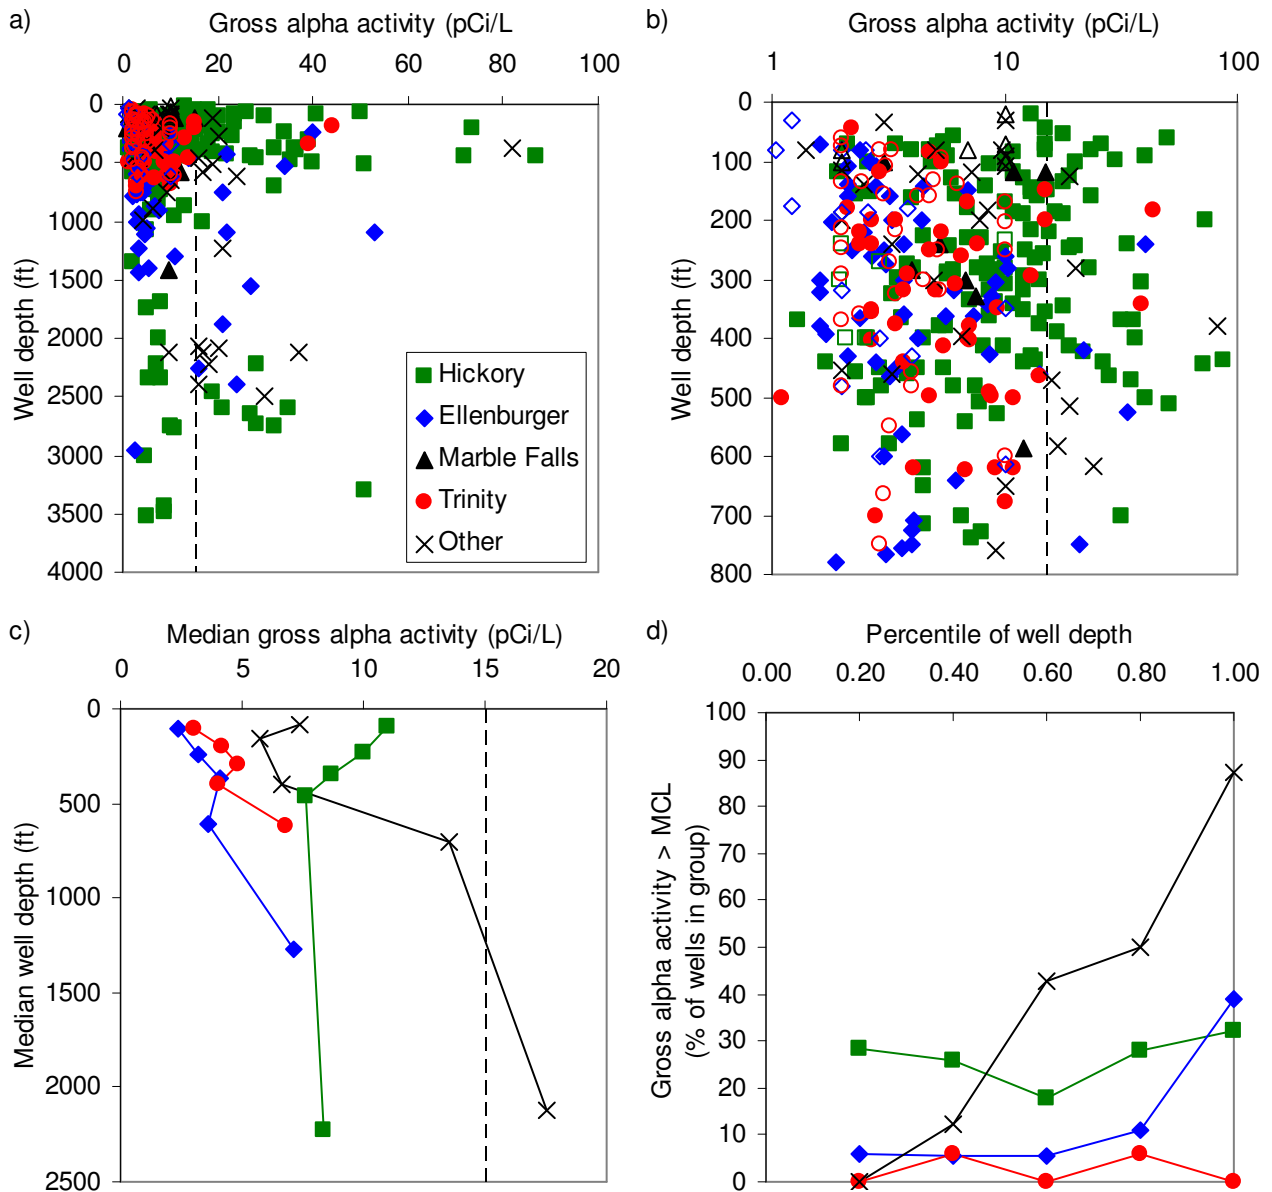 a)
Gross alpha activity (pCi/L
0 20 40 60 80 100
Well depth (ft)
0
500
1000
1500
2000
2500
3000
3500
4000
Hickory
Ellenburger
Marble Falls
Trinity
Other
b)
Gross alpha activity (pCi/L)
1 10 100
Well depth (ft)
0
100
200
300
400
500
600
700
800
c)
Median gross alpha activity (pCi/L)
0 5 10 15 20
Median well depth (ft)
0
500
1000
1500
2000
2500
d)
Percentile of well depth
0.00 0.20 0.40 0.60 0.80 1.00
Gross alpha activity > MCL
(% of wells in group)
100
90
80
70
60
50
40
30
20
10
0